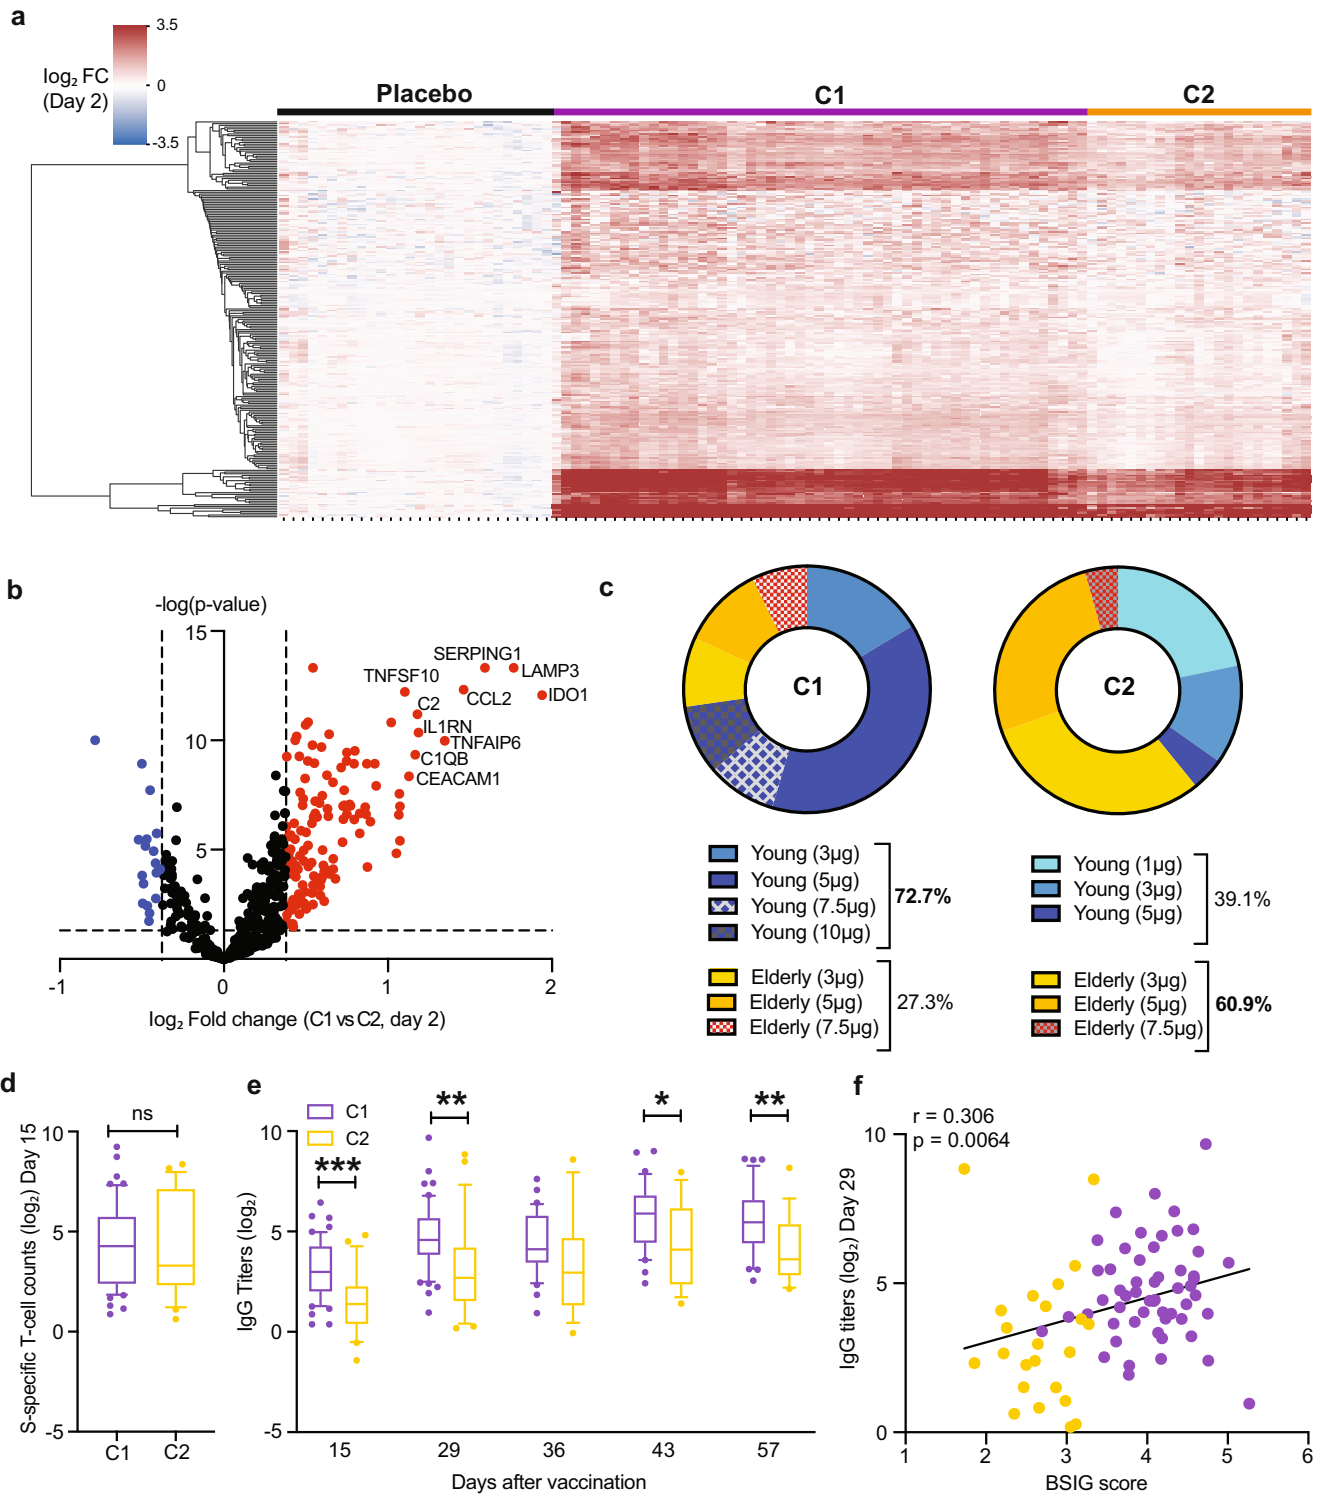 a
3.5
log₂ FC
(Day 2)
0
-3.5
Placebo
C1
C2
b
-log(p-value)
15
10
5
SERPING1
LAMP3
TNFSF10
CCL2
IDO1
C2
IL1RN
TNFAIP6
C1QB
CEACAM1
-1
0
1
2
log₂ Fold change (C1 vs C2, day 2)
c
C1
C2
Young (3µg)
Young (5µg)
Young (7.5µg)
Young (10µg)
72.7%
Elderly (3µg)
Elderly (5µg)
Elderly (7.5µg)
27.3%
Young (1µg)
Young (3µg)
Young (5µg)
39.1%
Elderly (3µg)
Elderly (5µg)
Elderly (7.5µg)
60.9%
d
ns
S-specific T-cell counts (log₂) Day 15
10
5
0
-5
C1
C2
e
C1
C2
***
**
*
**
IgG Titers (log₂)
10
5
0
-5
15
29
36
43
57
Days after vaccination
f
r = 0.306
p = 0.0064
IgG titers (log₂) Day 29
10
5
0
1
2
3
4
5
6
BSIG score